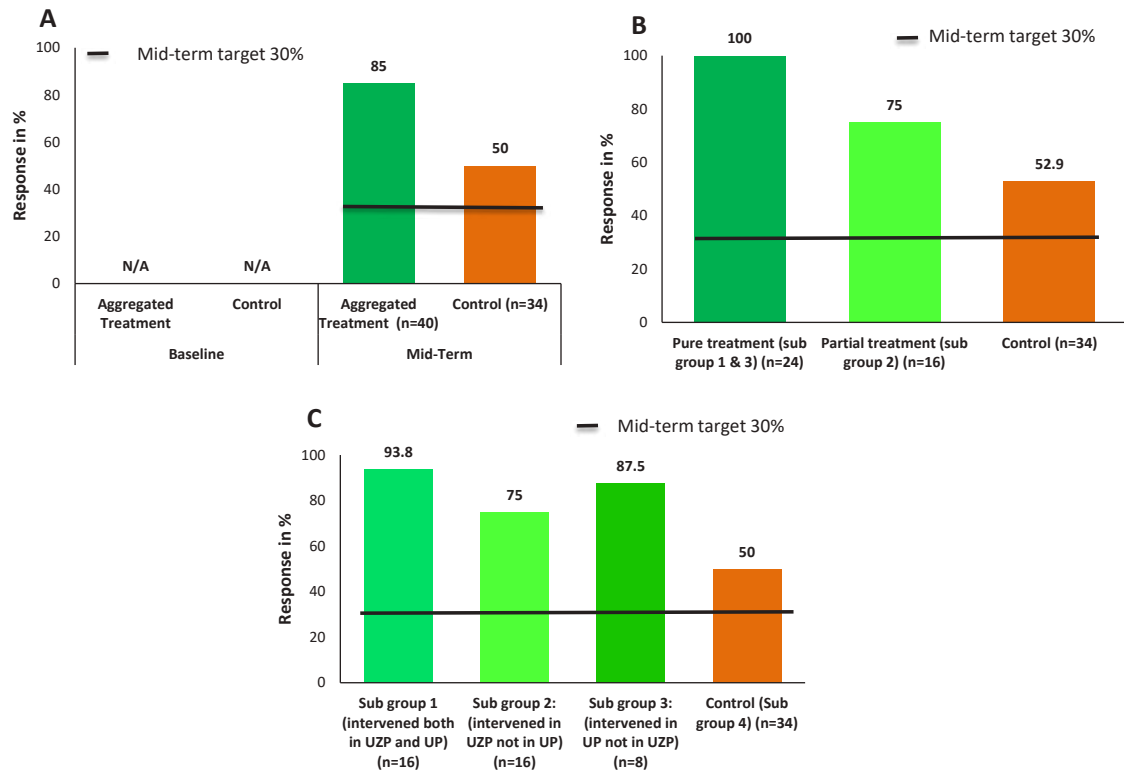 A
Mid-term target 30%
Response in %
100
80
60
40
20
0
N/A
N/A
85
50
Aggregated
Treatment
Control
Aggregated
Treatment (n=40)
Control (n=34)
Baseline
Mid-Term
B
Mid-term target 30%
Response in %
100
80
60
40
20
0
100
75
52.9
Pure treatment (sub
group 1 & 3) (n=24)
Partial treatment (sub
group 2) (n=16)
Control (n=34)
C
Mid-term target 30%
Response in %
100
80
60
40
20
0
93.8
75
87.5
50
Sub group 1
(intervened both
in UZP and UP)
(n=16)
Sub group 2:
(intervened in
UZP not in UP)
(n=16)
Sub group 3:
(intervened in
UP not in UZP)
(n=8)
Control (Sub
group 4) (n=34)